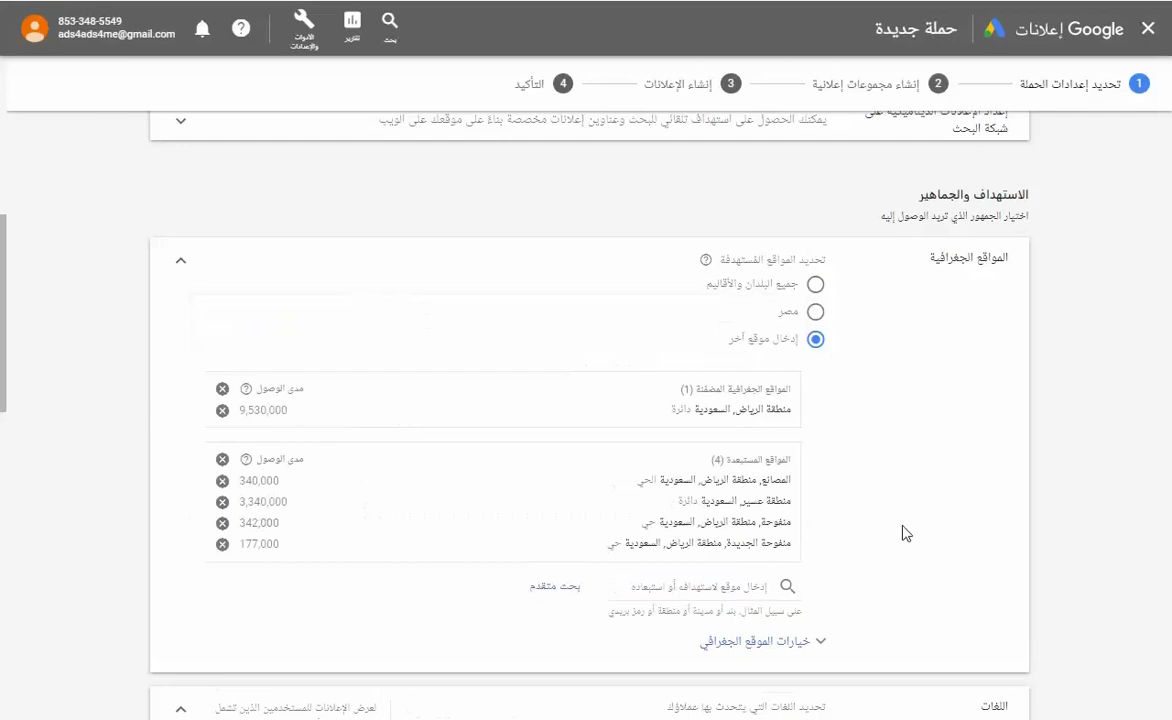 Google إعلانات
حملة جديدة
بحث
تقارير
الأدوات
والإعدادات
853-348-5549
ads4ads4me@gmail.com
1 تحديد إعدادات الحملة
2 إنشاء مجموعات إعلانية
3 إنشاء الإعلانات
4 التأكيد
إعداد الإعلانات الديناميكية على
شبكة البحث
يمكنك الحصول على استهداف تلقائي للبحث وعناوين إعلانات مخصصة بناءً على موقعك على الويب
الاستهداف والجماهير
اختيار الجمهور الذي تريد الوصول إليه
المواقع الجغرافية
تحديد المواقع المُستهدفة
جميع البلدان والأقاليم
مصر
إدخال موقع آخر
المواقع الجغرافية المضمّنة (1) مدى الوصول
منطقة الرياض, السعودية دائرة 9,530,000
المواقع المستبعدة (4) مدى الوصول
المصانع, منطقة الرياض, السعودية الحي 340,000
منطقة عسير, السعودية دائرة 3,340,000
منفوحة, منطقة الرياض, السعودية حي 342,000
منفوحة الجديدة, منطقة الرياض, السعودية حي 177,000
إدخال موقع لاستهدافه أو استبعاده بحث متقدم
على سبيل المثال، بلد أو مدينة أو منطقة أو رمز بريدي
خيارات الموقع الجغرافي
اللغات
تحديد اللغات التي يتحدث بها عملاؤك
لعرض الإعلانات للمستخدمين الذين تشمل